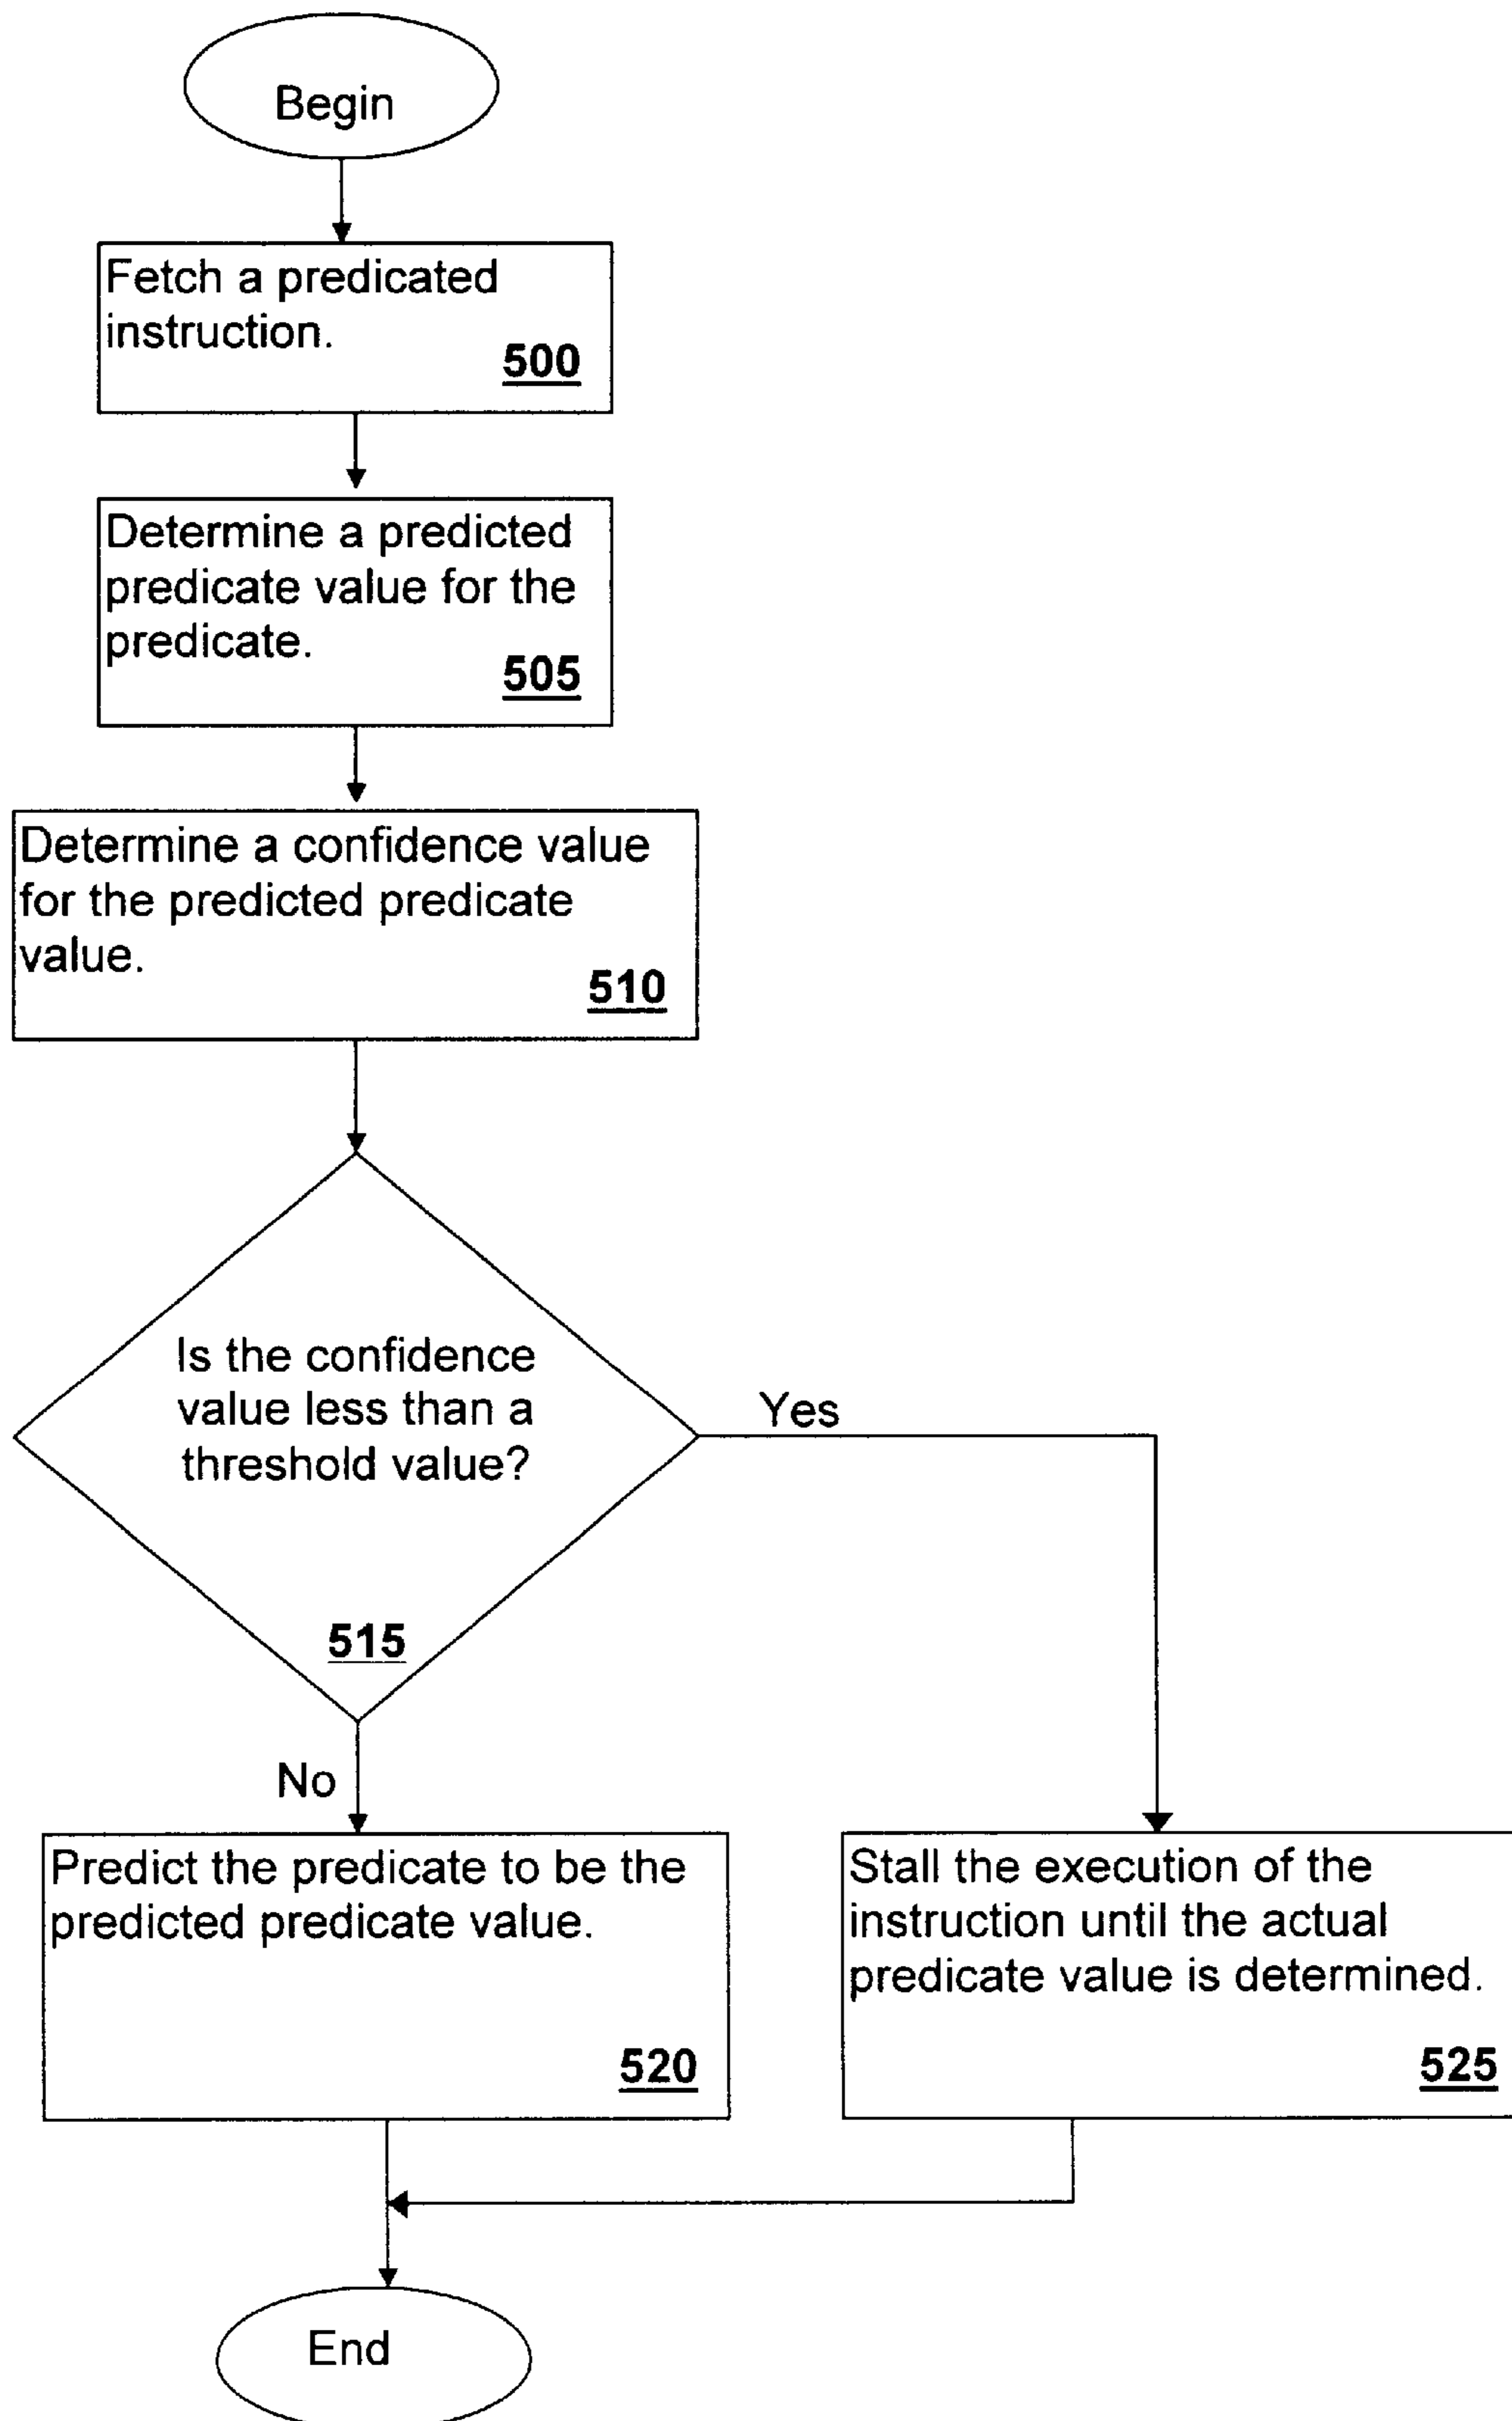 Begin
Fetch a predicated
instruction.
500
Determine a predicted
predicate value for the
predicate.
505
Determine a confidence value
for the predicted predicate
value.
510
Is the confidence
value less than a
threshold value?
515
Yes
No
Predict the predicate to be the
predicted predicate value.
520
Stall the execution of the
instruction until the actual
predicate value is determined.
525
End